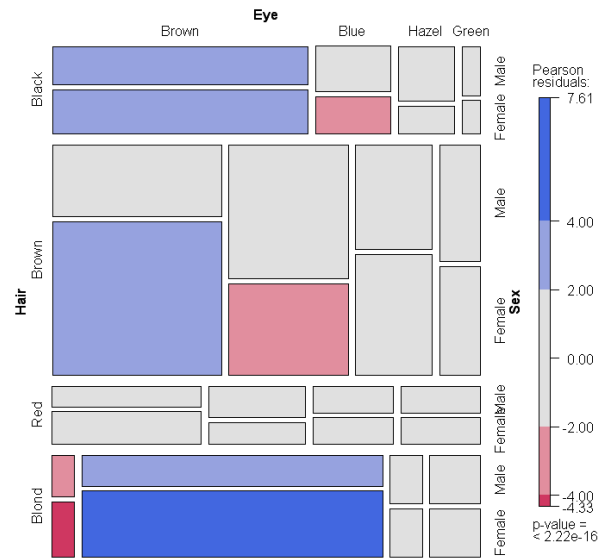 Eye
Brown Blue Hazel Green
Hair
Black
Brown
Red
Blond
Male
Female
Male
Female
Male
Female
Male
Female
Sex
Pearson
residuals:
7.61
4.00
2.00
0.00
-2.00
-4.00
-4.33
p-value =
< 2.22e-16